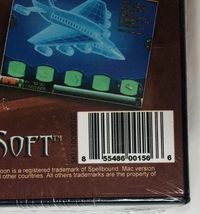 SOFT™
8 55486 00156 6
oon is a registered trademark of Spellbound. Mac version
other countries. All others trademarks are the property of